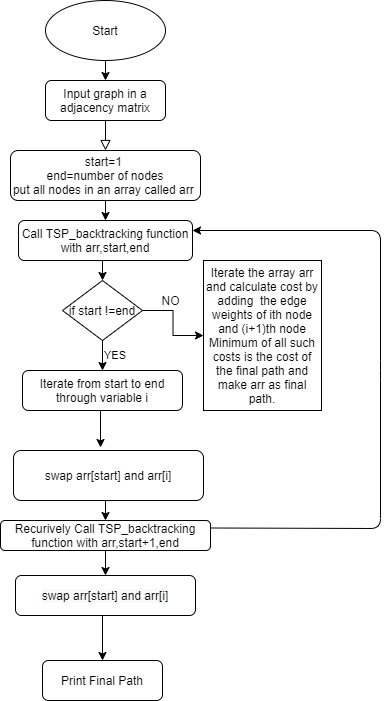 Start
Input graph in a
adjacency matrix
start=1
end=number of nodes
put all nodes in an array called arr
Call TSP_backtracking function
with arr,start,end
if start !=end
NO
Iterate the array arr
and calculate cost by
adding the edge
weights of ith node
and (i+1)th node
Minimum of all such
costs is the cost of
the final path and
make arr as final
path.
YES
Iterate from start to end
through variable i
swap arr[start] and arr[i]
Recurively Call TSP_backtracking
function with arr,start+1,end
swap arr[start] and arr[i]
Print Final Path